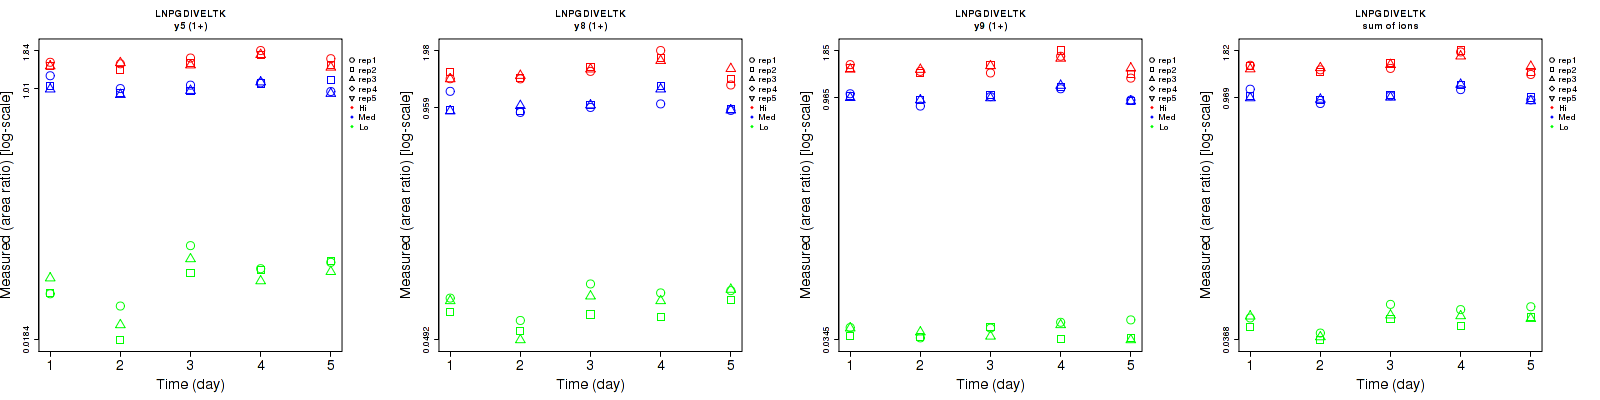 LNPGDIVELTK
y5 (1+)
Measured (area ratio) [log-scale]
1.84
1.01
0.0184
1 2 3 4 5
Time (day)
rep1
rep2
rep3
rep4
rep5
Hi
Med
Lo
LNPGDIVELTK
y8 (1+)
Measured (area ratio) [log-scale]
1.98
0.959
0.0492
1 2 3 4 5
Time (day)
rep1
rep2
rep3
rep4
rep5
Hi
Med
Lo
LNPGDIVELTK
y9 (1+)
Measured (area ratio) [log-scale]
1.85
0.985
0.0345
1 2 3 4 5
Time (day)
rep1
rep2
rep3
rep4
rep5
Hi
Med
Lo
LNPGDIVELTK
sum of ions
Measured (area ratio) [log-scale]
1.82
0.969
0.0368
1 2 3 4 5
Time (day)
rep1
rep2
rep3
rep4
rep5
Hi
Med
Lo